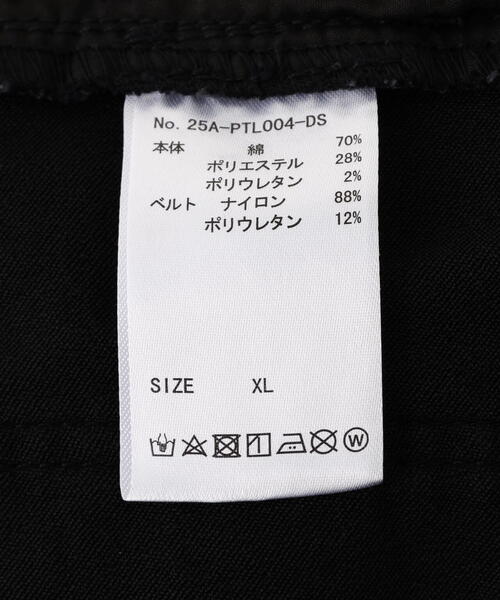 No. 25A-PTL004-DS
本体 綿 70%
ポリエステル 28%
ポリウレタン 2%
ベルト ナイロン 88%
ポリウレタン 12%
SIZE XL
W